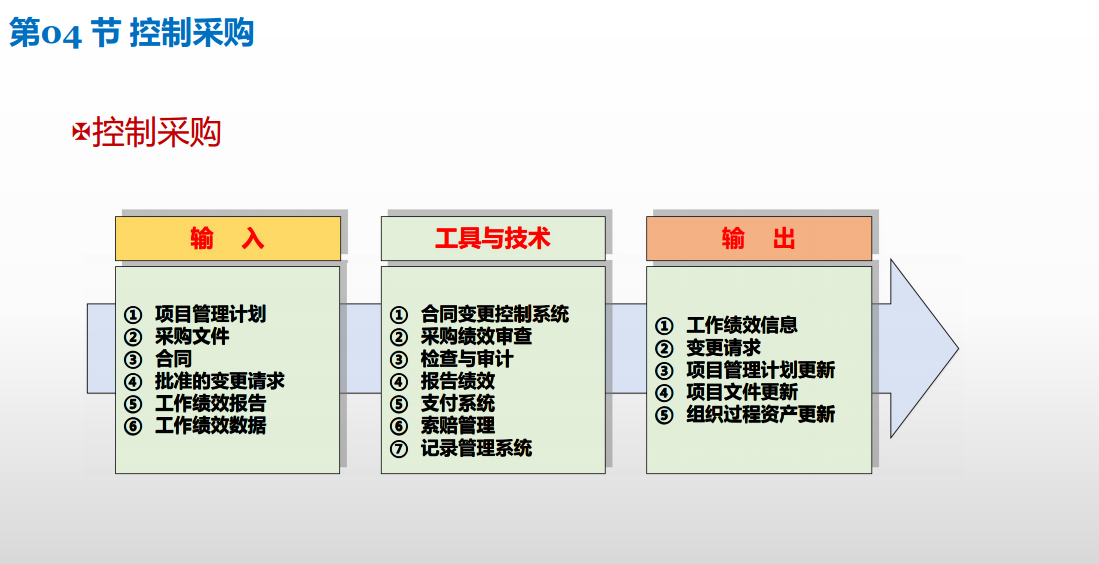 第04 节 控制采购
✠控制采购
输 入
① 项目管理计划
② 采购文件
③ 合同
④ 批准的变更请求
⑤ 工作绩效报告
⑥ 工作绩效数据
工具与技术
① 合同变更控制系统
② 采购绩效审查
③ 检查与审计
④ 报告绩效
⑤ 支付系统
⑥ 索赔管理
⑦ 记录管理系统
输 出
① 工作绩效信息
② 变更请求
③ 项目管理计划更新
④ 项目文件更新
⑤ 组织过程资产更新